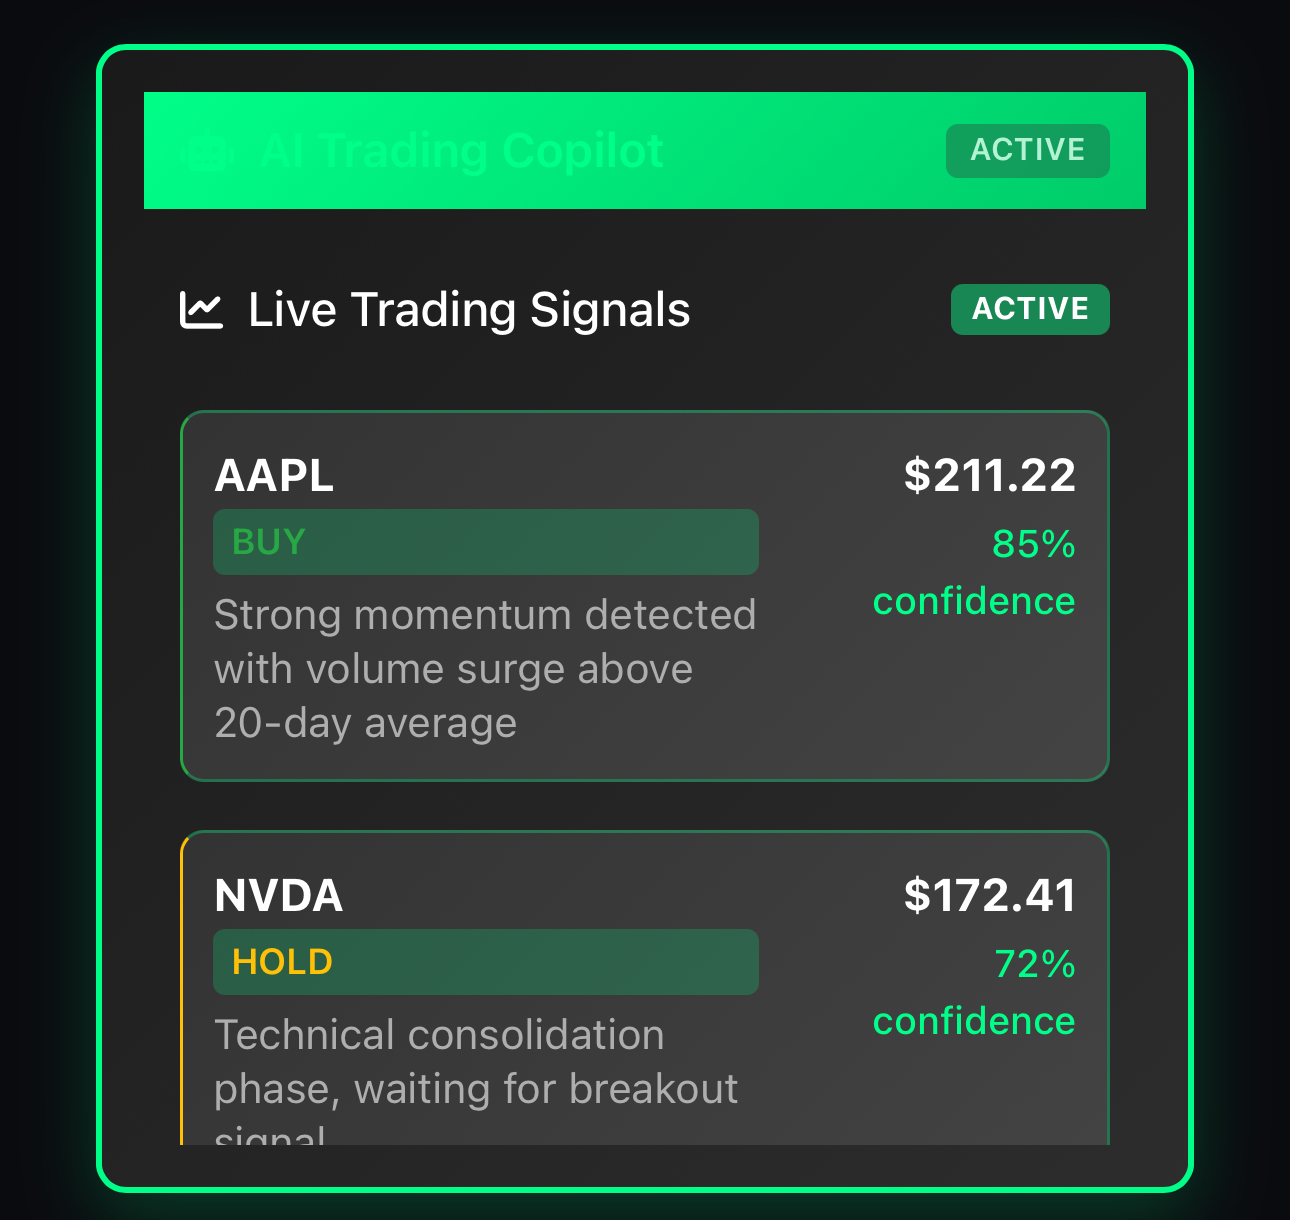 AI Trading Copilot ACTIVE
Live Trading Signals ACTIVE
AAPL $211.22
BUY 85%
confidence
Strong momentum detected
with volume surge above
20-day average
NVDA $172.41
HOLD 72%
confidence
Technical consolidation
phase, waiting for breakout
signal